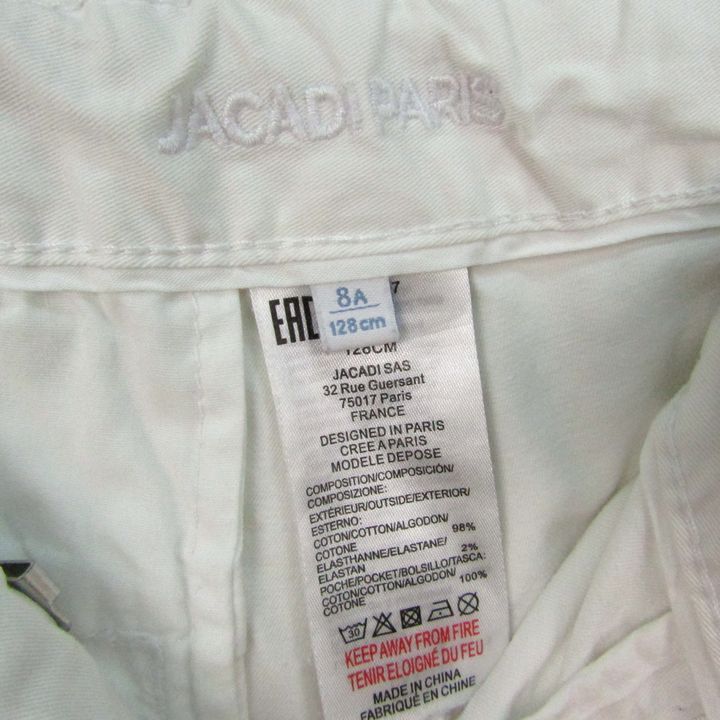 JACADI PARIS
EAC
8A
7
128cm
128CM
JACADI SAS
32 Rue Guersant
75017 Paris
FRANCE
DESIGNED IN PARIS
CREE A PARIS
MODELE DEPOSE
COMPOSITION/COMPOSICIÓN/
COMPOSIZIONE:
EXTÉRIEUR/OUTSIDE/EXTERIOR/
ESTERNO:
COTON/COTTON/ALGODON/
COTONE 98%
ELASTHANNE/ELASTANE/
ELASTAN 2%
POCHE/POCKET/BOLSILLO/TASCA:
COTON/COTTON/ALGODON/
COTONE 100%
30
KEEP AWAY FROM FIRE
TENIR ELOIGNÉ DU FEU
MADE IN CHINA
FABRIQUÉ EN CHINE